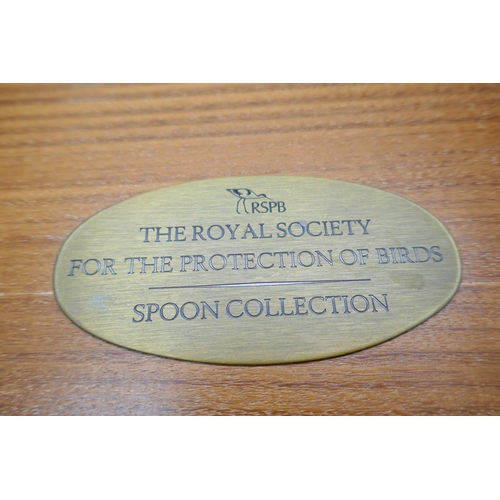 RSPB
THE ROYAL SOCIETY
FOR THE PROTECTION OF BIRDS
SPOON COLLECTION